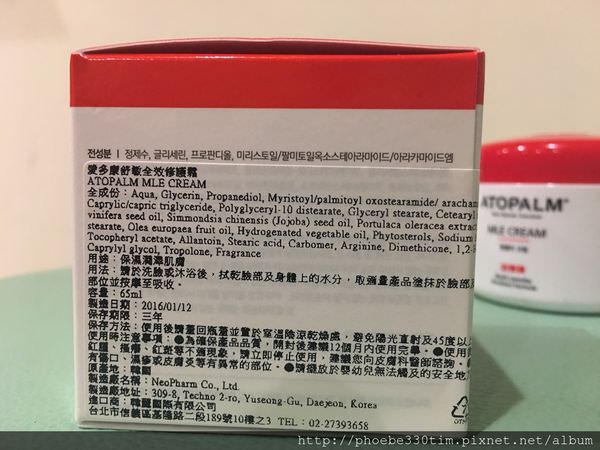 전성분 | 정제수, 글리세린, 프로판디올, 미리스토일/팔미토일옥소스테아라마이드/아라카마이드엠
愛多康舒敏全效修護霜
ATOPALM MLE CREAM
全成份：Aqua, Glycerin, Propanediol, Myristoyl/palmitoyl oxostearamide/ aracham
Caprylic/capric triglyceride, Polyglyceryl-10 distearate, Glyceryl stearate, Cetearyl
vinifera seed oil, Simmondsia chinensis (Jojoba) seed oil, Portulaca oleracea extract
stearate, Olea europaea fruit oil, Hydrogenated vegetable oil, Phytosterols, Sodium
Tocopheryl acetate, Allantoin, Stearic acid, Carbomer, Arginine, Dimethicone, 1,2-
Caprylyl glycol, Tropolone, Fragrance
用途：保濕潤澤肌膚
用法：請於洗臉或沐浴後，拭乾臉部及身體上的水分，取適量產品塗抹於臉部及
部位並按摩至吸收。
容量：65ml
製造日期：2016/01/12
保存期限：三年
保存方法：使用後請蓋回瓶蓋並置於室溫陰涼乾燥處，避免陽光直射及45度以
使用時注意事項：●為確保產品品質，開封後建議12個月內使用完畢。●使用
紅腫、搔癢、紅斑等不適現象，請立即停止使用，並建議您向皮膚科醫師諮詢。
有傷口、濕疹或皮膚炎等有異常的部位。●請擺放於嬰幼兒無法觸及的安全地
原產地：韓國
製造廠：NeoPharm Co., Ltd.
製造地址：309-8, Techno 2-ro, Yuseong-Gu, Daejeon, Korea
進口商：韓國際有限公司
台北市信義區基隆路二段189號10樓之3 TEL：02-27393658
ATOPALM
MLE CREAM
http://phoebe330tim.pixnet.net/album